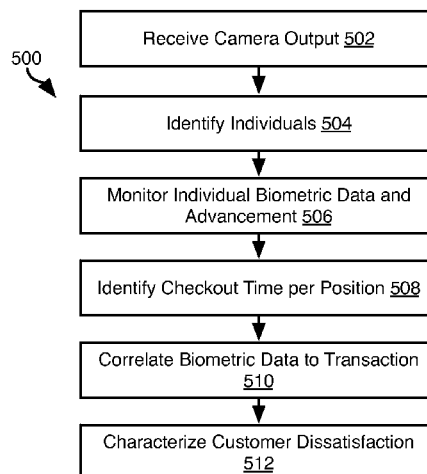 500
Receive Camera Output 502
Identify Individuals 504
Monitor Individual Biometric Data and
Advancement 506
Identify Checkout Time per Position 508
Correlate Biometric Data to Transaction
510
Characterize Customer Dissatisfaction
512